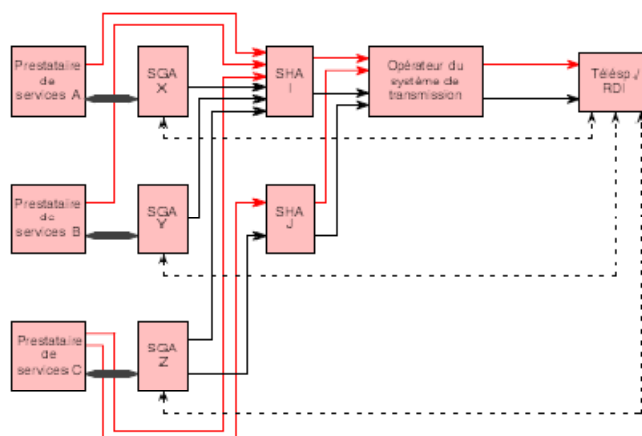 Prestataire
de
services A
SGA
X
SHA
I
Opérateur du
système de
transmission
Télésp./
RDI
Prestataire
de
services B
SGA
Y
SHA
J
Prestataire
de
services C
SGA
Z